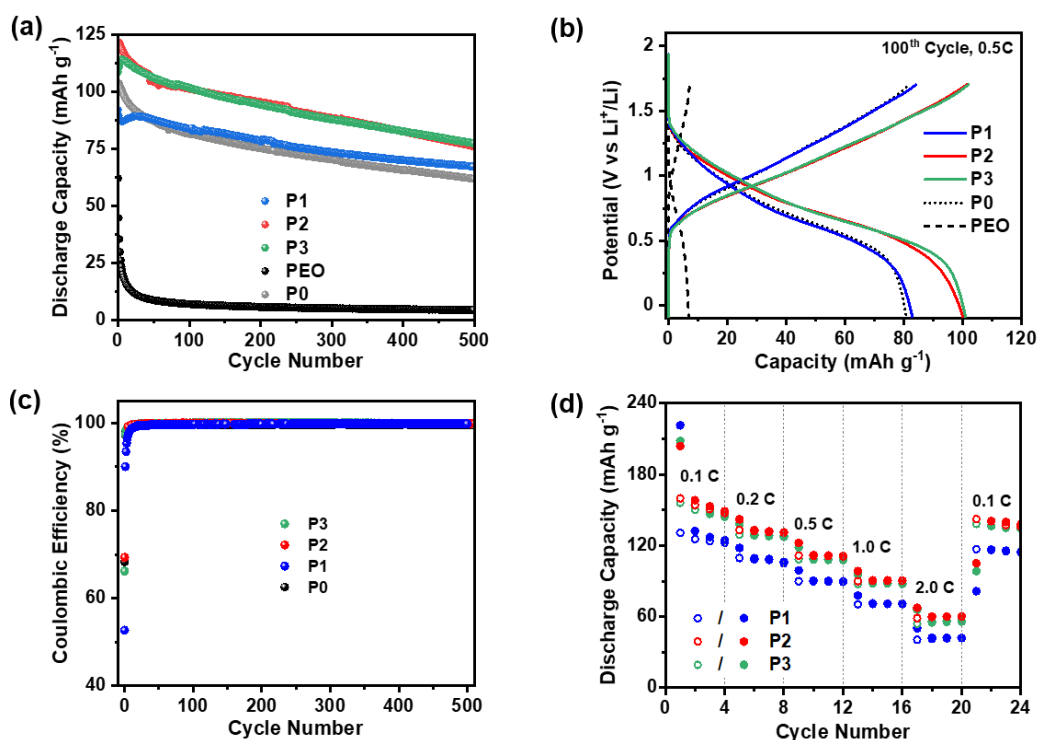 (a)
125
100
75
50
25
0
Discharge Capacity (mAh g⁻¹)
P1
P2
P3
PEO
P0
0 100 200 300 400 500
Cycle Number
(b)
2
1
0
Potential (V vs Li⁺/Li)
100ᵗʰ Cycle, 0.5C
P1
P2
P3
P0
PEO
0 20 40 60 80 100 120
Capacity (mAh g⁻¹)
(c)
100
80
60
40
Coulombic Efficiency (%)
P3
P2
P1
P0
0 100 200 300 400 500
Cycle Number
(d)
240
180
120
60
0
Discharge Capacity (mAh g⁻¹)
0.1 C
0.2 C
0.5 C
1.0 C
2.0 C
0.1 C
/ P1
/ P2
/ P3
0 4 8 12 16 20 24
Cycle Number